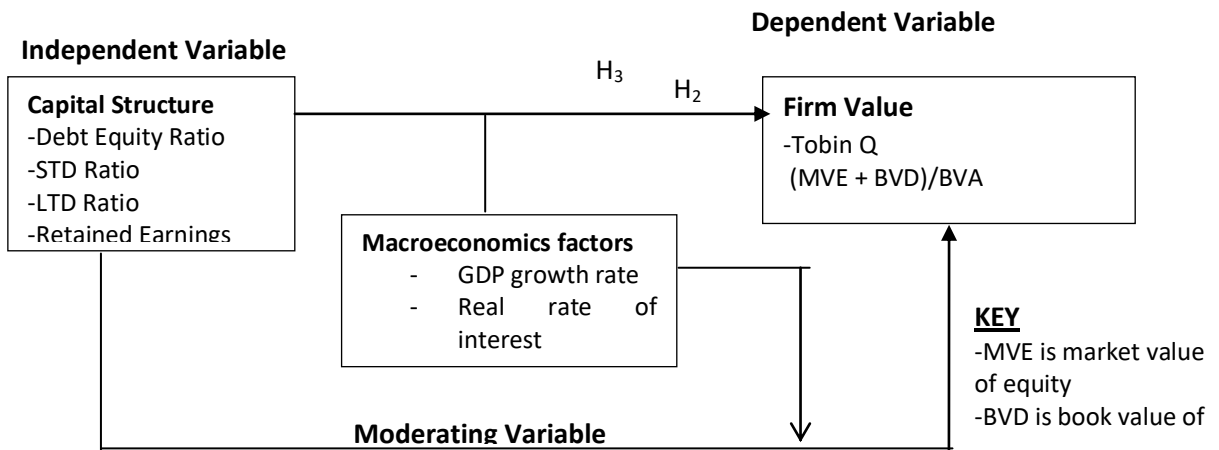 Dependent Variable
Independent Variable
Capital Structure
-Debt Equity Ratio
-STD Ratio
-LTD Ratio
-Retained Earnings
H₃
H₂
Firm Value
-Tobin Q
(MVE + BVD)/BVA
Macroeconomics factors
- GDP growth rate
- Real rate of
interest
KEY
-MVE is market value
of equity
-BVD is book value of
Moderating Variable